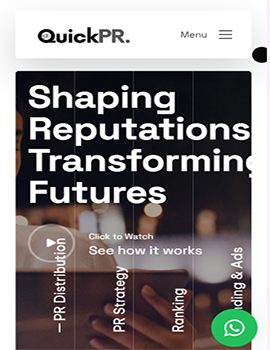 QuickPR.
Menu
Shaping
Reputations
Transforming
Futures
Click to Watch
See how it works
— PR Distribution
PR Strategy
Ranking
ding & Ads